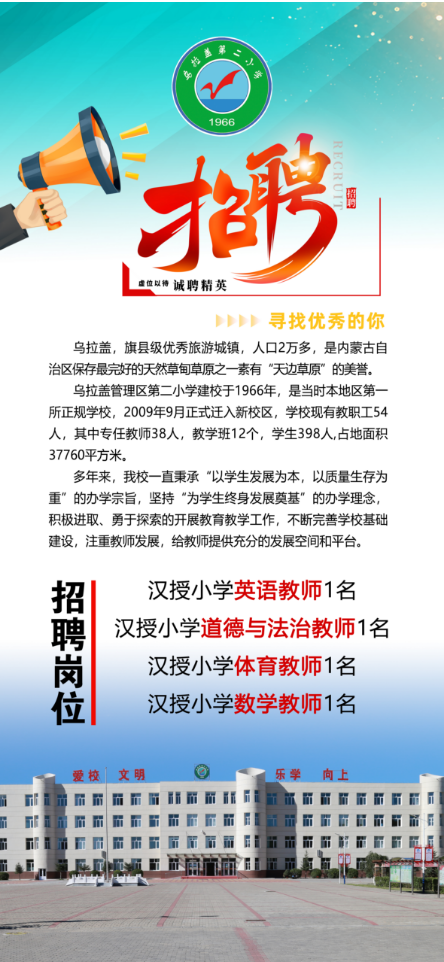 乌拉盖第二小学
1966
招聘
RECRUIT
招聘
虚位以待 诚聘精英
寻找优秀的你
乌拉盖，旗县级优秀旅游城镇，人口2万多，是内蒙古自
治区保存最完好的天然草甸草原之一素有“天边草原”的美誉。
乌拉盖管理区第二小学建校于1966年，是当时本地区第一
所正规学校，2009年9月正式迁入新校区，学校现有教职工54
人，其中专任教师38人，教学班12个，学生398人,占地面积
37760平方米。
多年来，我校一直秉承“以学生发展为本，以质量生存为
重”的办学宗旨，坚持“为学生终身发展奠基”的办学理念，
积极进取、勇于探索的开展教育教学工作，不断完善学校基础
建设，注重教师发展，给教师提供充分的发展空间和平台。
招聘岗位
汉授小学英语教师1名
汉授小学道德与法治教师1名
汉授小学体育教师1名
汉授小学数学教师1名
爱校 文明 乐学 向上